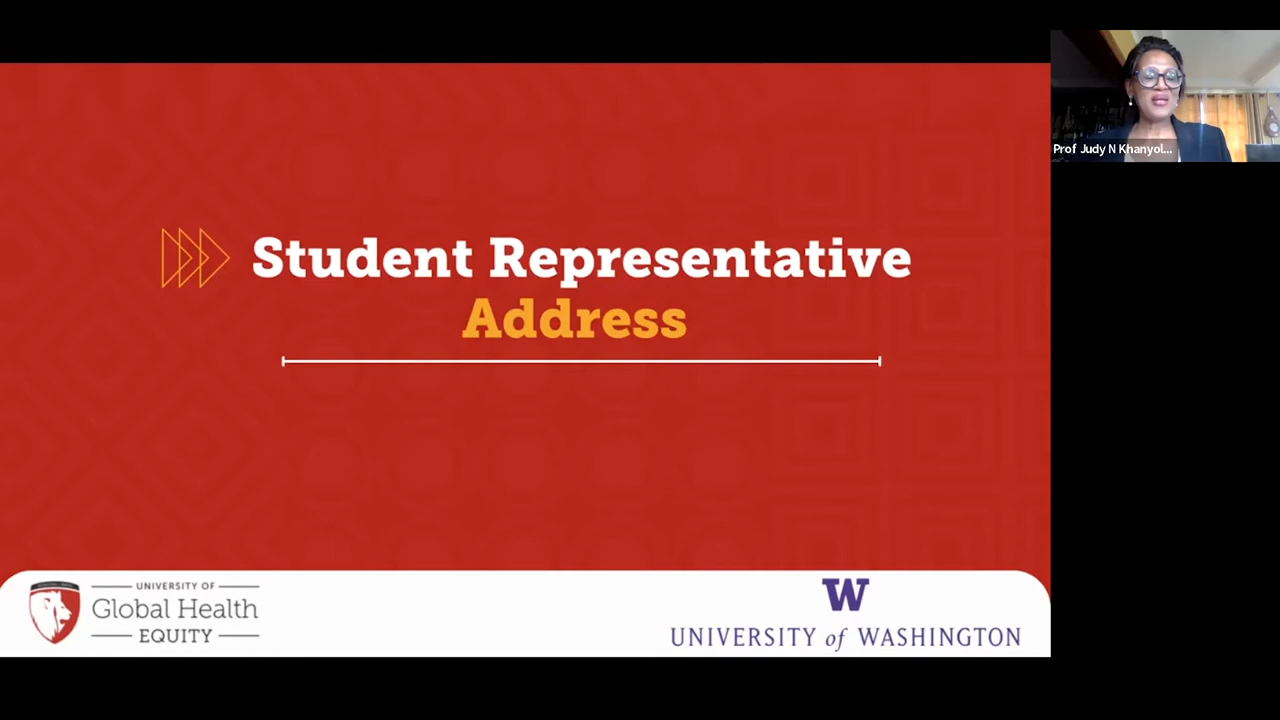 Student Representative
Address
UNIVERSITY OF
Global Health
EQUITY
W
UNIVERSITY of WASHINGTON
Prof Judy N Khanyol...